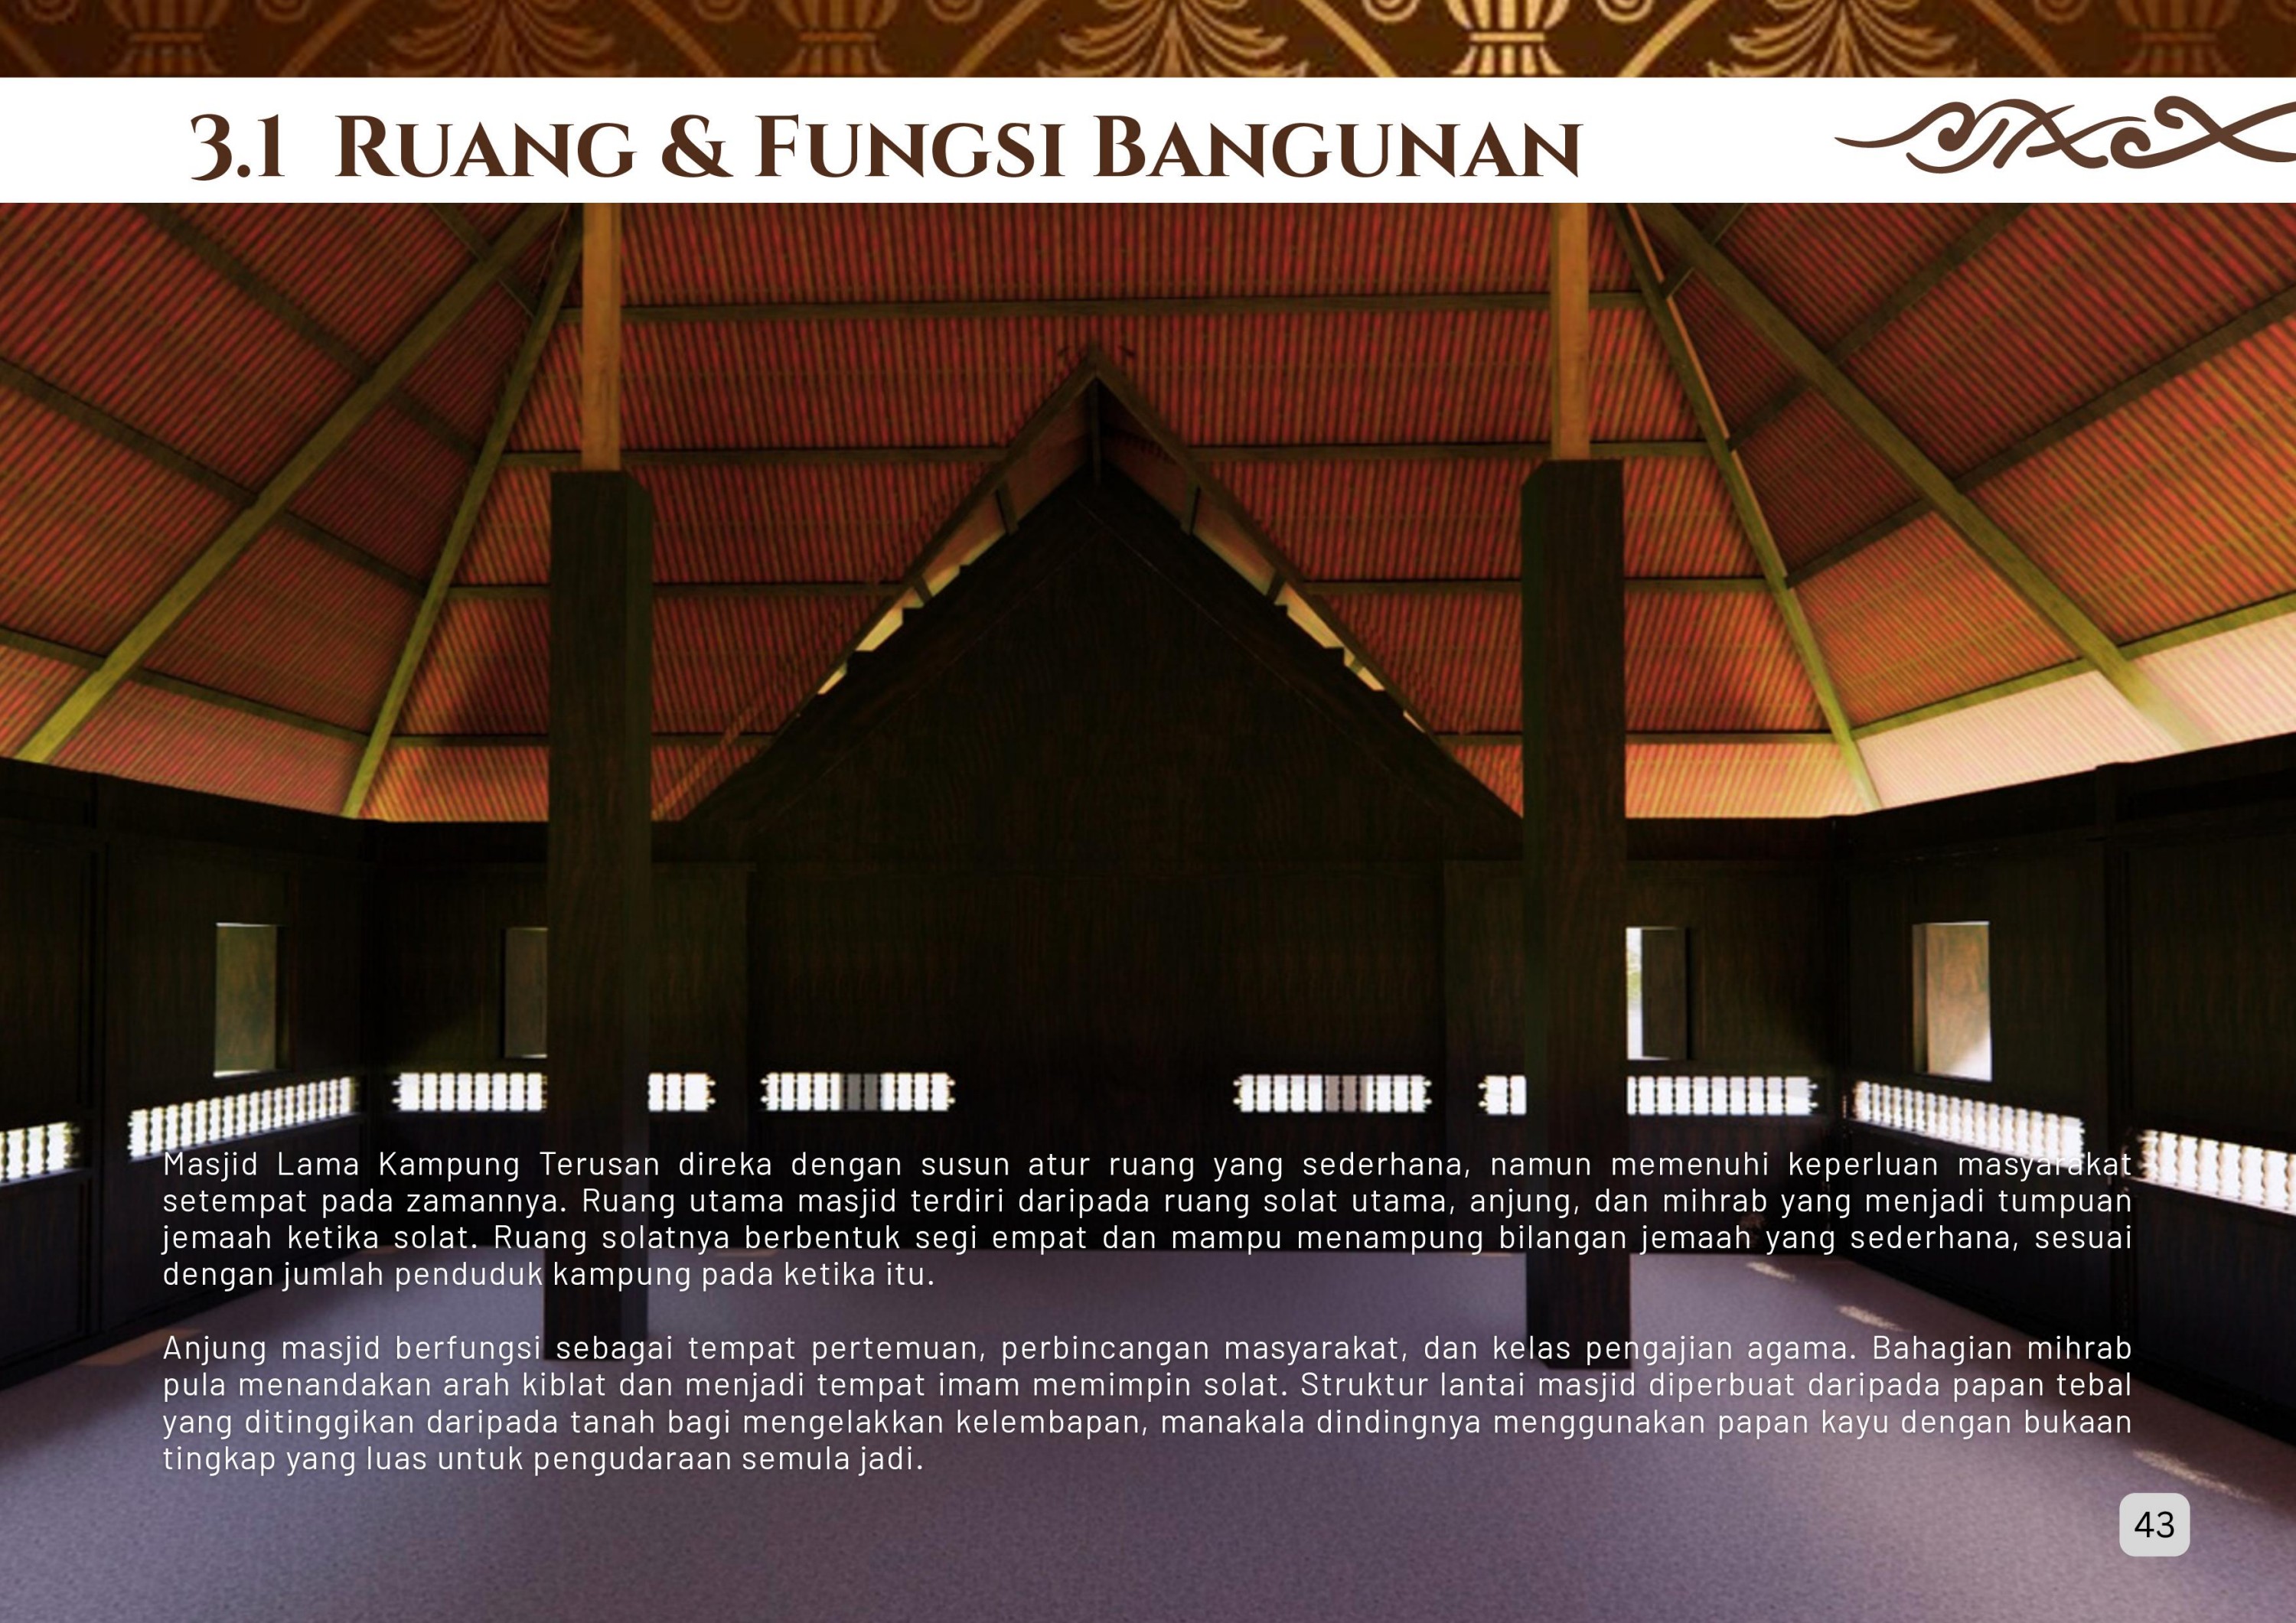 3.1 Ruang & Fungsi Bangunan
Masjid Lama Kampung Terusan direka dengan susun atur ruang yang sederhana, namun memenuhi keperluan masyarakat
setempat pada zamannya. Ruang utama masjid terdiri daripada ruang solat utama, anjung, dan mihrab yang menjadi tumpuan
jemaah ketika solat. Ruang solatnya berbentuk segi empat dan mampu menampung bilangan jemaah yang sederhana, sesuai
dengan jumlah penduduk kampung pada ketika itu.
Anjung masjid berfungsi sebagai tempat pertemuan, perbincangan masyarakat, dan kelas pengajian agama. Bahagian mihrab
pula menandakan arah kiblat dan menjadi tempat imam memimpin solat. Struktur lantai masjid diperbuat daripada papan tebal
yang ditinggikan daripada tanah bagi mengelakkan kelembapan, manakala dindingnya menggunakan papan kayu dengan bukaan
tingkap yang luas untuk pengudaraan semula jadi.
43